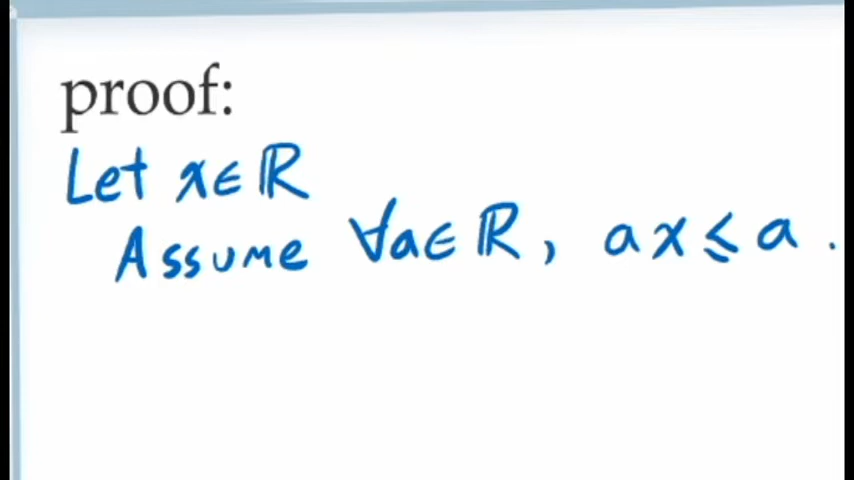 proof:
Let x∈ℝ
Assume ∀a∈ℝ, ax≤a.